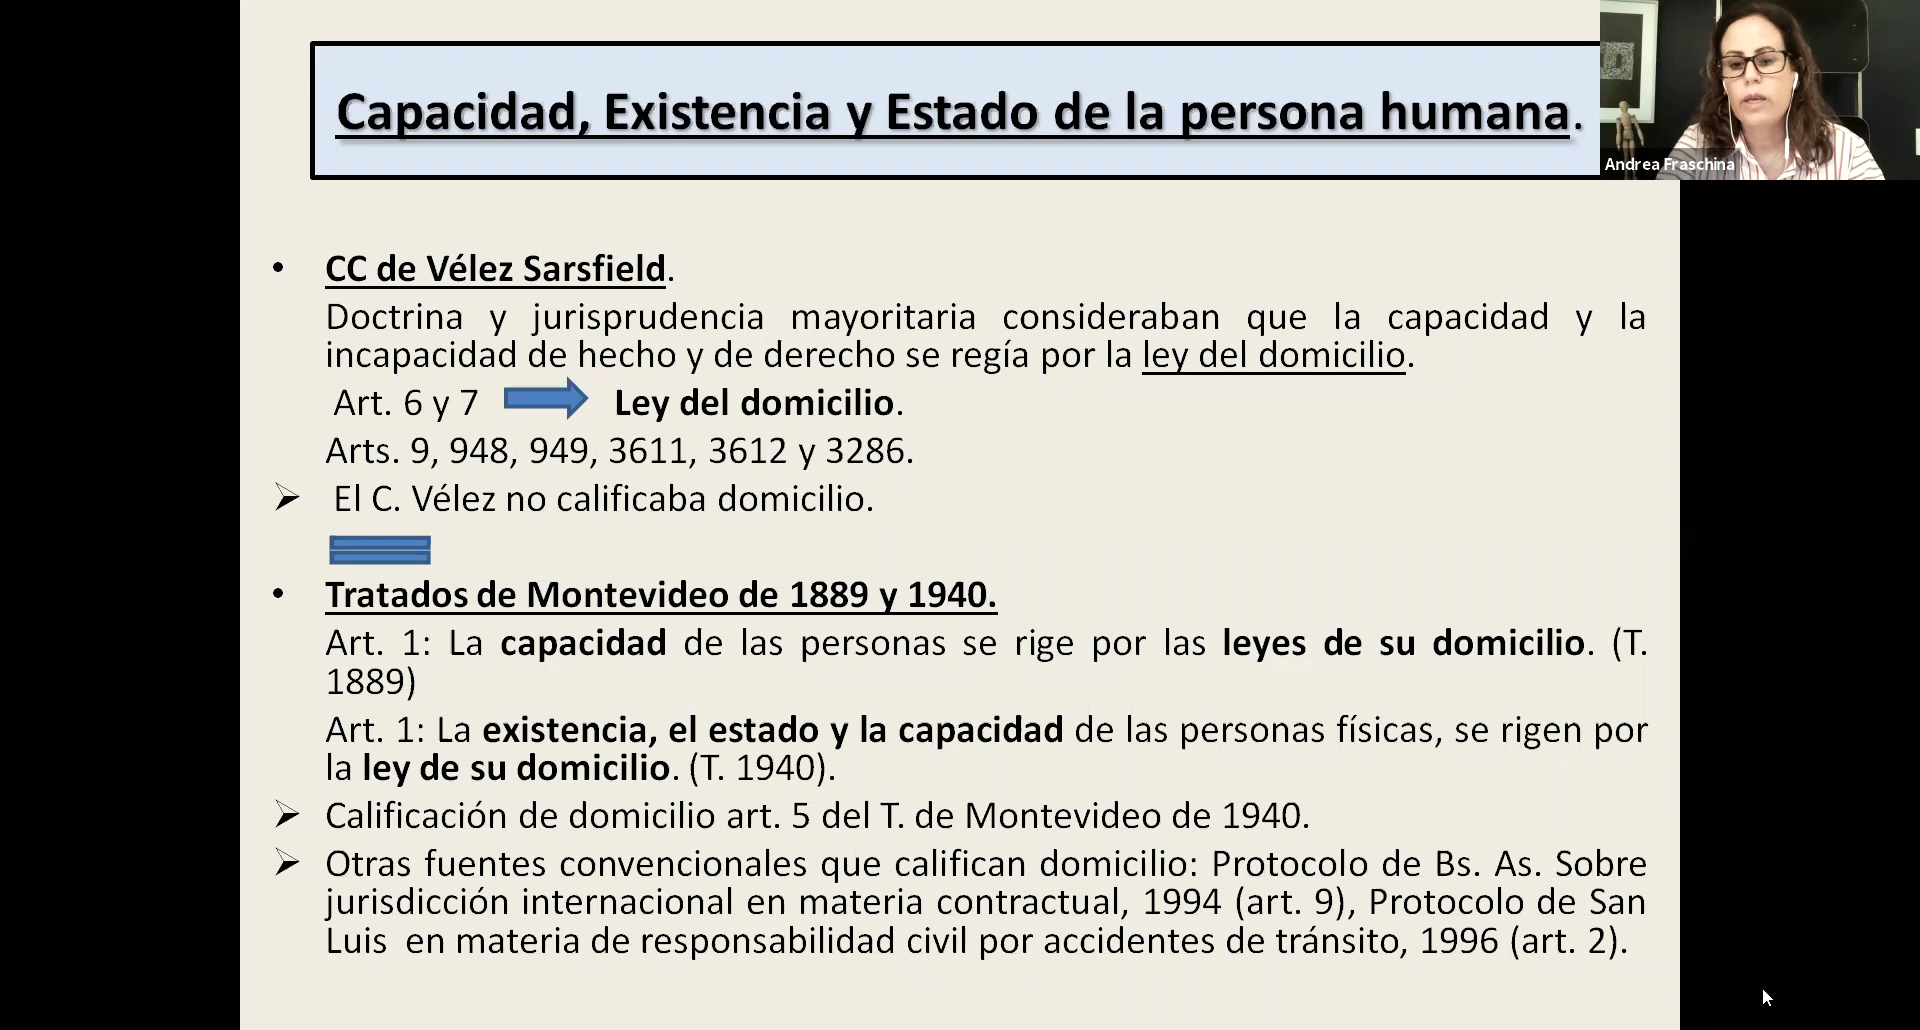 Capacidad, Existencia y Estado de la persona humana.
Andrea Fraschina
• CC de Vélez Sarsfield.
Doctrina y jurisprudencia mayoritaria consideraban que la capacidad y la
incapacidad de hecho y de derecho se regía por la ley del domicilio.
Art. 6 y 7 Ley del domicilio.
Arts. 9, 948, 949, 3611, 3612 y 3286.
➢ El C. Vélez no calificaba domicilio.
• Tratados de Montevideo de 1889 y 1940.
Art. 1: La capacidad de las personas se rige por las leyes de su domicilio. (T.
1889)
Art. 1: La existencia, el estado y la capacidad de las personas físicas, se rigen por
la ley de su domicilio. (T. 1940).
➢ Calificación de domicilio art. 5 del T. de Montevideo de 1940.
➢ Otras fuentes convencionales que califican domicilio: Protocolo de Bs. As. Sobre
jurisdicción internacional en materia contractual, 1994 (art. 9), Protocolo de San
Luis en materia de responsabilidad civil por accidentes de tránsito, 1996 (art. 2).